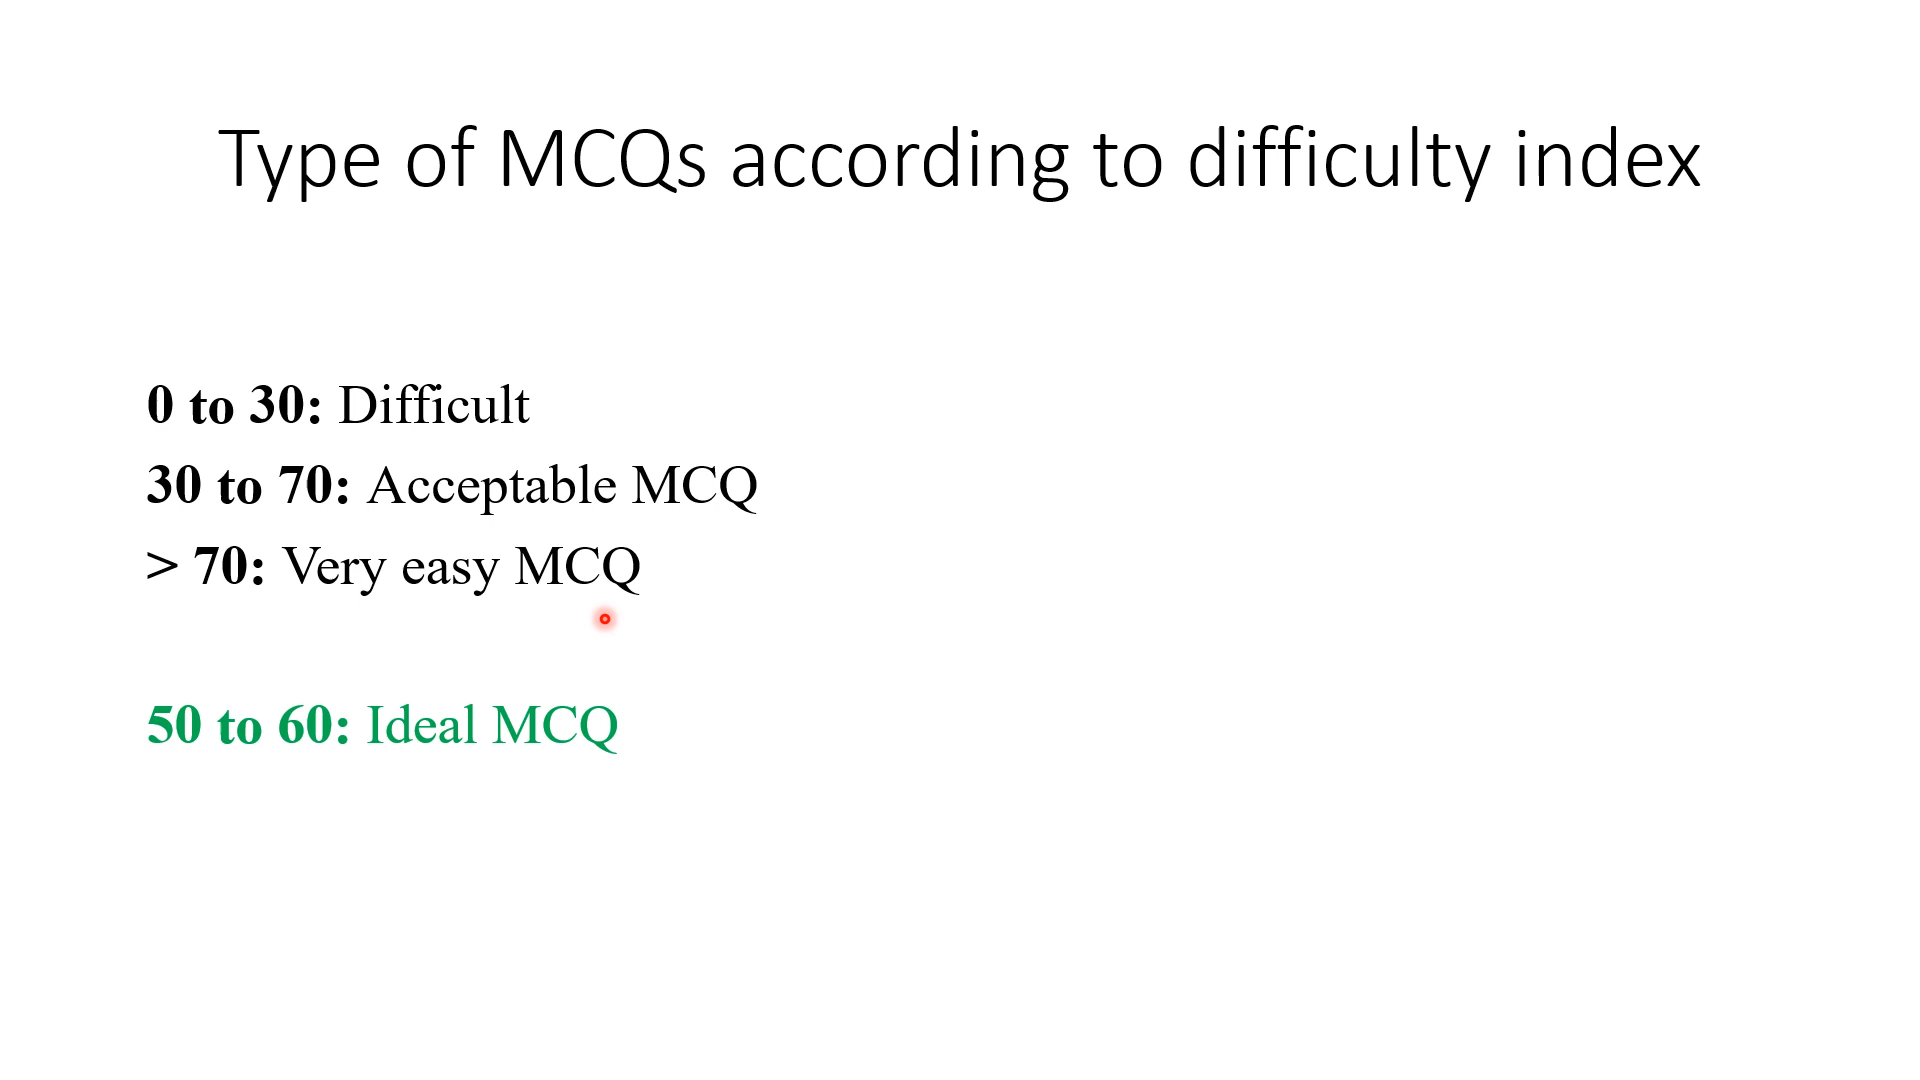 Type of MCQs according to difficulty index
0 to 30: Difficult
30 to 70: Acceptable MCQ
> 70: Very easy MCQ
50 to 60: Ideal MCQ